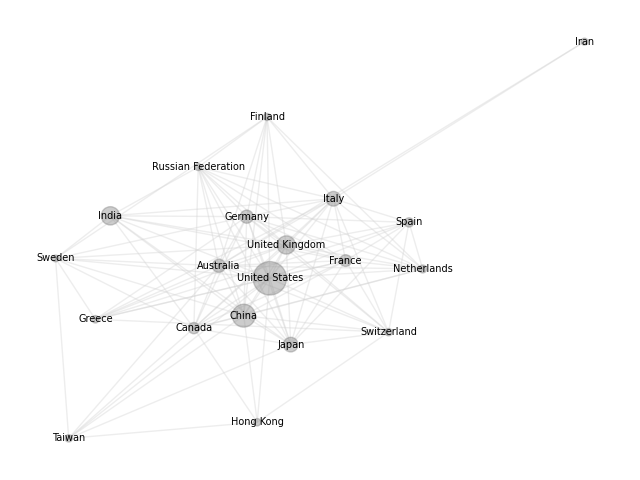 Iran
Finland
Russian Federation
Italy
India
Germany
Spain
United Kingdom
Sweden
France
Australia
Netherlands
United States
China
Greece
Canada
Switzerland
Japan
Hong Kong
Taiwan